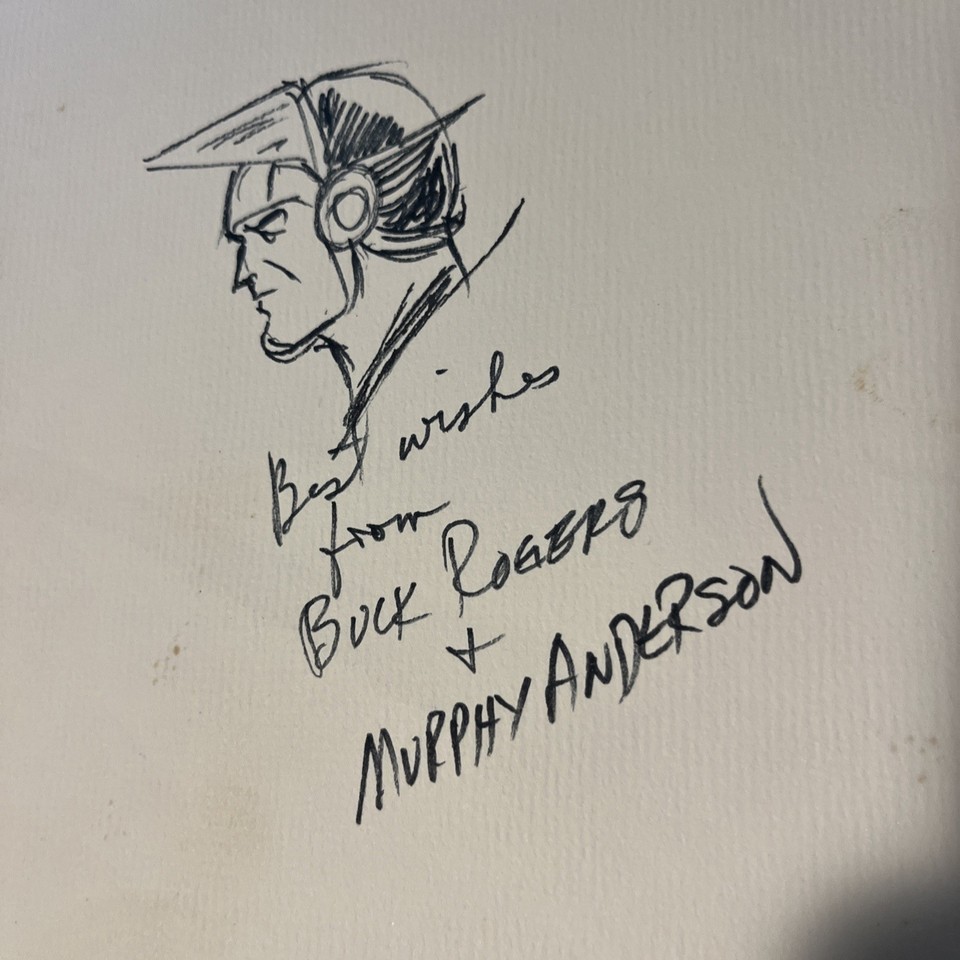 Best wishes
from
BUCK ROGERS
+
MURPHY ANDERSON